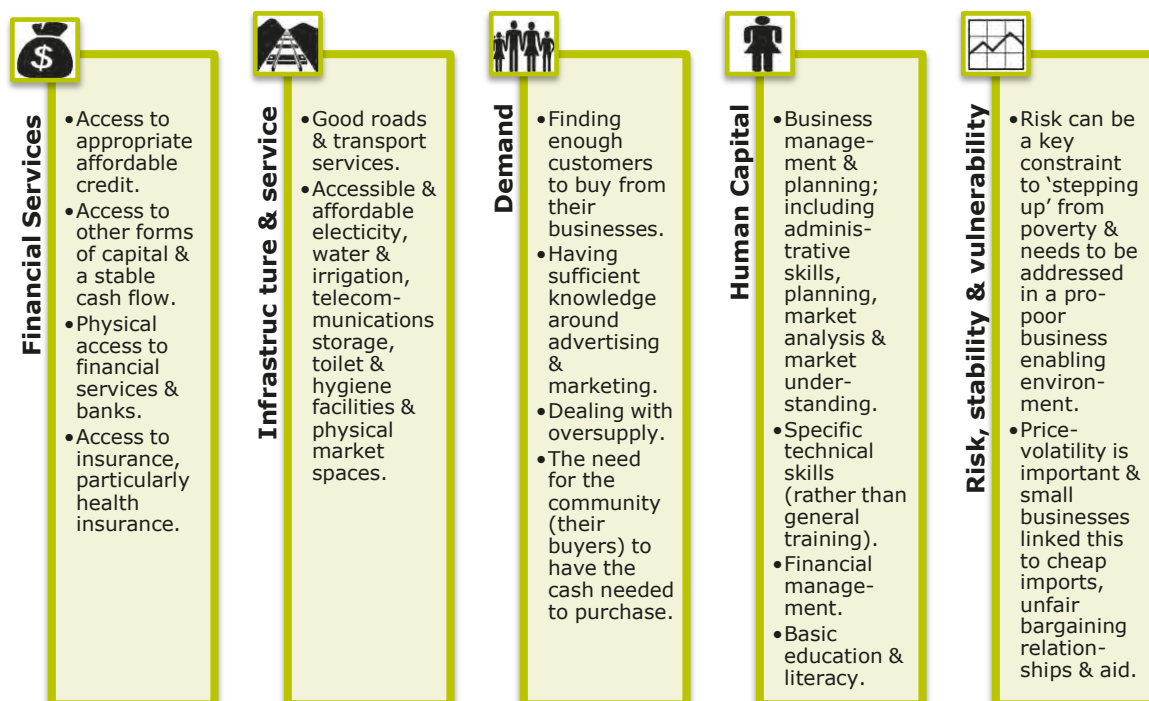 $
Financial Services
•Access to
appropriate
affordable
credit.
•Access to
other forms
of capital &
a stable
cash flow.
•Physical
access to
financial
services &
banks.
•Access to
insurance,
particularly
health
insurance.
Infrastruc ture & service
•Good roads
& transport
services.
•Accessible &
affordable
electicity,
water &
irrigation,
telecom-
munications
storage,
toilet &
hygiene
facilities &
physical
market
spaces.
Demand
•Finding
enough
customers
to buy from
their
businesses.
•Having
sufficient
knowledge
around
advertising
&
marketing.
•Dealing with
oversupply.
•The need
for the
community
(their
buyers) to
have the
cash needed
to purchase.
Human Capital
•Business
manage-
ment &
planning;
including
adminis-
trative
skills,
planning,
market
analysis &
market
under-
standing.
•Specific
technical
skills
(rather than
general
training).
•Financial
manage-
ment.
•Basic
education &
literacy.
Risk, stability & vulnerability
•Risk can be
a key
constraint
to ‘stepping
up’ from
poverty &
needs to be
addressed
in a pro-
poor
business
enabling
environ-
ment.
•Price-
volatility is
important &
small
businesses
linked this
to cheap
imports,
unfair
bargaining
relation-
ships & aid.